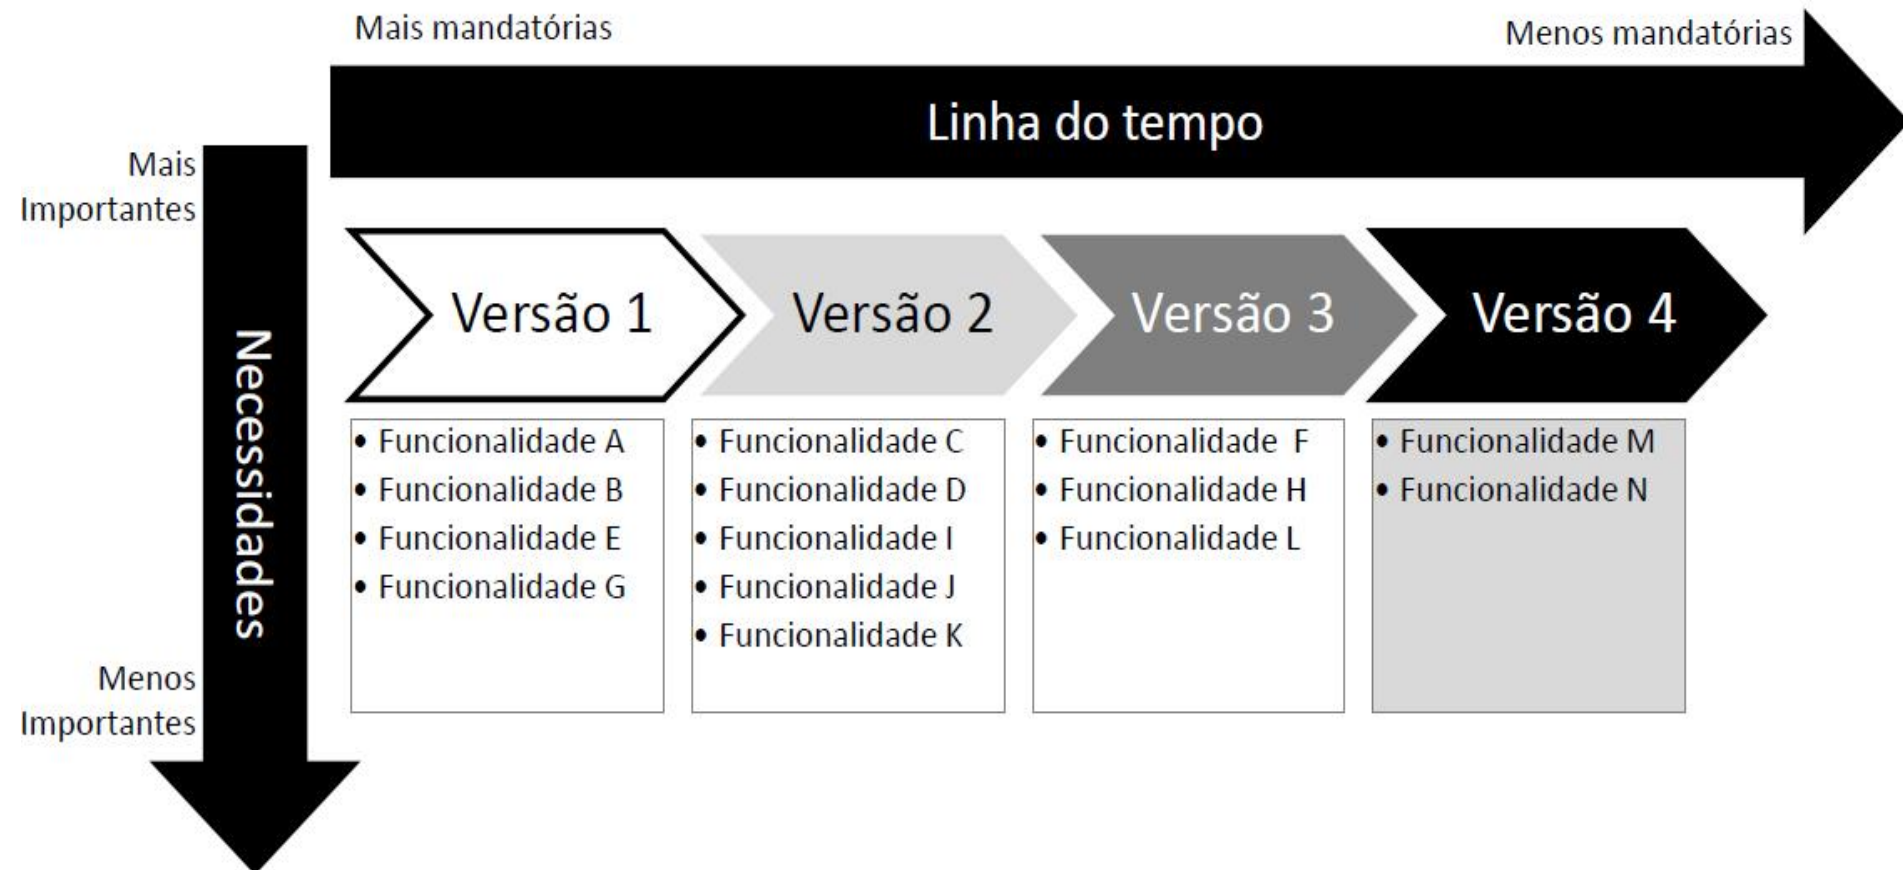 Mais mandatórias
Menos mandatórias
Linha do tempo
Mais
Importantes
Necessidades
Menos
Importantes
Versão 1
• Funcionalidade A
• Funcionalidade B
• Funcionalidade E
• Funcionalidade G
Versão 2
• Funcionalidade C
• Funcionalidade D
• Funcionalidade I
• Funcionalidade J
• Funcionalidade K
Versão 3
• Funcionalidade F
• Funcionalidade H
• Funcionalidade L
Versão 4
• Funcionalidade M
• Funcionalidade N